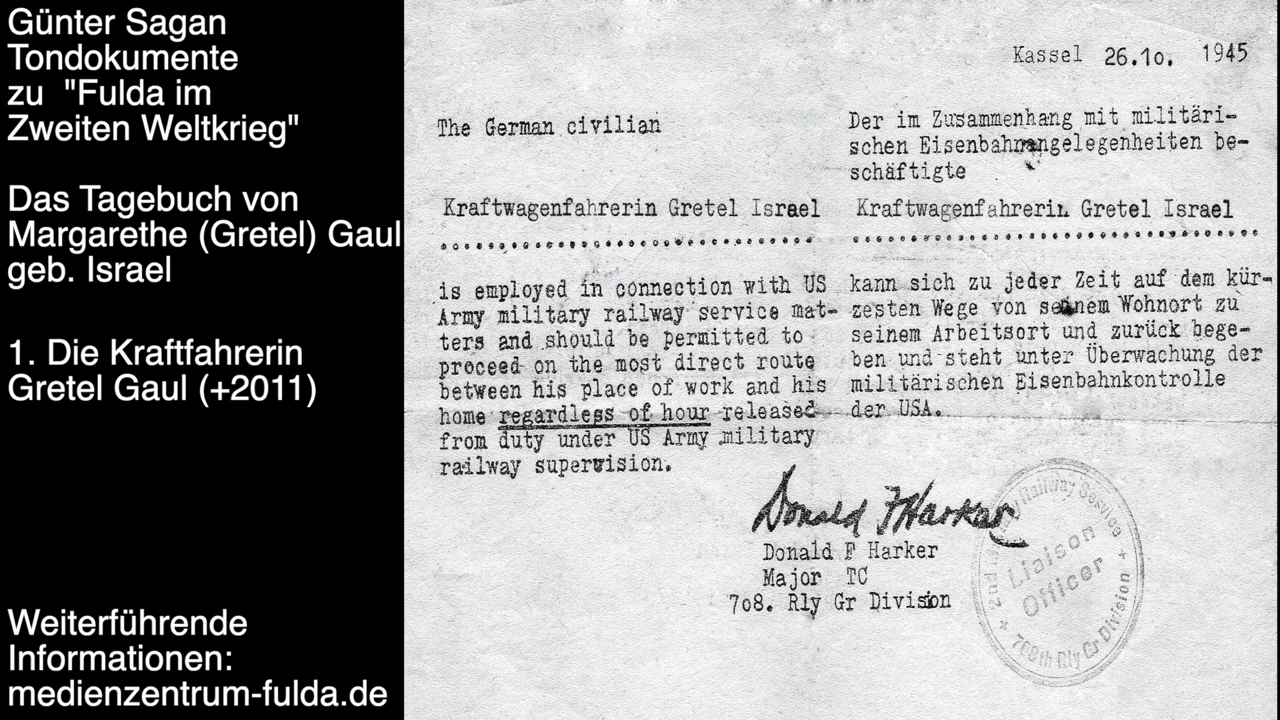 Günter Sagan
Tondokumente
zu "Fulda im
Zweiten Weltkrieg"
Das Tagebuch von
Margarethe (Gretel) Gaul
geb. Israel
1. Die Kraftfahrerin
Gretel Gaul (+2011)
Weiterführende
Informationen:
medienzentrum-fulda.de
Kassel 26.10. 1945
The German civilian
Kraftwagenfahrerin Gretel Israel
is employed in connection with US
Army military railway service mat-
ters and should be permitted to
proceed on the most direct route
between his place of work and his
home regardless of hour released
from duty under US Army military
railway supervision.
Der im Zusammenhang mit militäri-
schen Eisenbahnangelegenheiten be-
schäftigte
Kraftwagenfahrerin Gretel Israel
kann sich zu jeder Zeit auf dem kür-
zesten Wege von seinem Wohnort zu
seinem Arbeitsort und zurück bege-
ben und steht unter Überwachung der
militärischen Eisenbahnkontrolle
der USA.
Donald F Harker
Donald F Harker
Major TC
708. Rly Gr Division
Railway Service
Liaison
Officer
708th Rly Gr Division